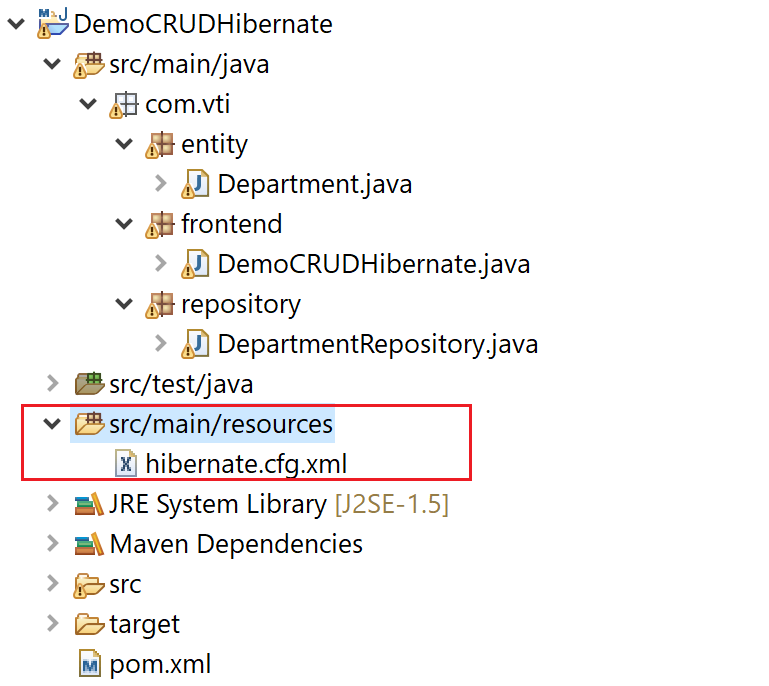 DemoCRUDHibernate
src/main/java
com.vti
entity
Department.java
frontend
DemoCRUDHibernate.java
repository
DepartmentRepository.java
src/test/java
src/main/resources
hibernate.cfg.xml
JRE System Library [J2SE-1.5]
Maven Dependencies
src
target
pom.xml